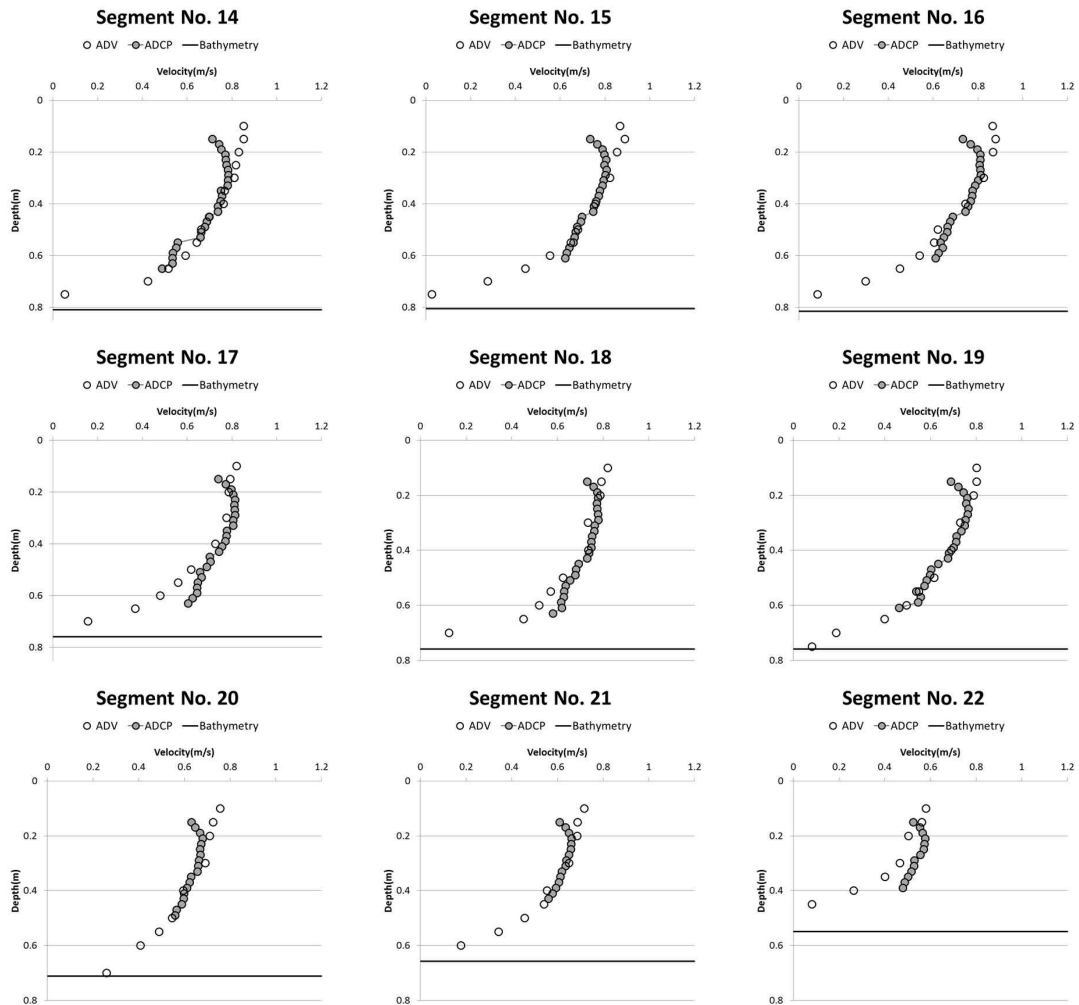 Segment No. 14
ADV ADCP Bathymetry
Velocity(m/s)
0 0.2 0.4 0.6 0.8 1 1.2
Depth(m)
0
0.2
0.4
0.6
0.8
Segment No. 15
ADV ADCP Bathymetry
Velocity(m/s)
0 0.2 0.4 0.6 0.8 1 1.2
Depth(m)
0
0.2
0.4
0.6
0.8
Segment No. 16
ADV ADCP Bathymetry
Velocity(m/s)
0 0.2 0.4 0.6 0.8 1 1.2
Depth(m)
0
0.2
0.4
0.6
0.8
Segment No. 17
ADV ADCP Bathymetry
Velocity(m/s)
0 0.2 0.4 0.6 0.8 1 1.2
Depth(m)
0
0.2
0.4
0.6
0.8
Segment No. 18
ADV ADCP Bathymetry
Velocity(m/s)
0 0.2 0.4 0.6 0.8 1 1.2
Depth(m)
0
0.2
0.4
0.6
0.8
Segment No. 19
ADV ADCP Bathymetry
Velocity(m/s)
0 0.2 0.4 0.6 0.8 1 1.2
Depth(m)
0
0.2
0.4
0.6
0.8
Segment No. 20
ADV ADCP Bathymetry
Velocity(m/s)
0 0.2 0.4 0.6 0.8 1 1.2
Depth(m)
0
0.2
0.4
0.6
0.8
Segment No. 21
ADV ADCP Bathymetry
Velocity(m/s)
0 0.2 0.4 0.6 0.8 1 1.2
Depth(m)
0
0.2
0.4
0.6
0.8
Segment No. 22
ADV ADCP Bathymetry
Velocity(m/s)
0 0.2 0.4 0.6 0.8 1 1.2
Depth(m)
0
0.2
0.4
0.6
0.8